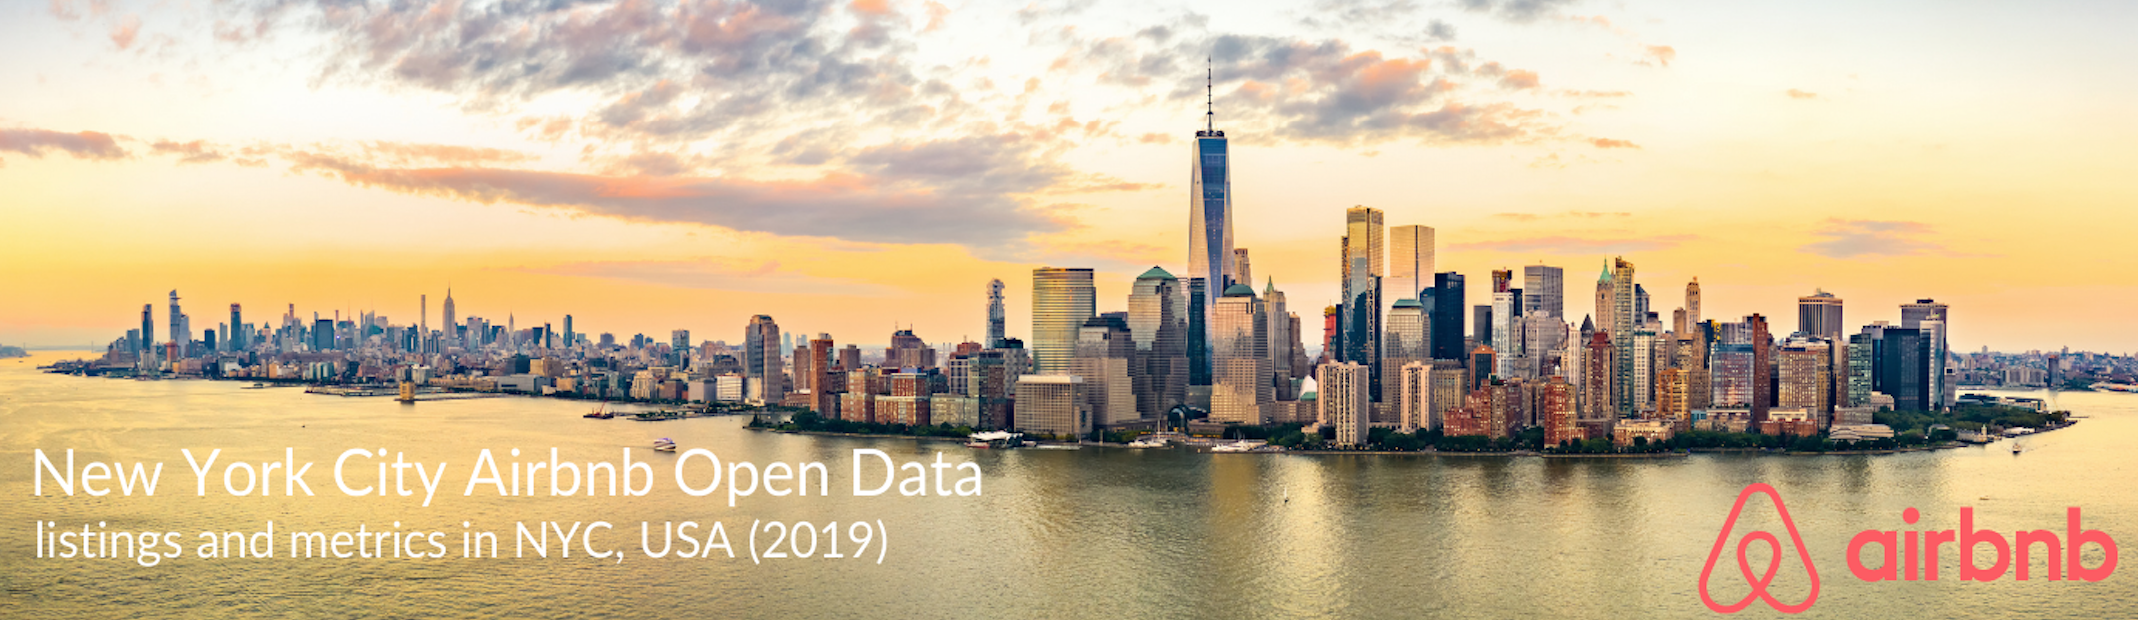 New York City Airbnb Open Data
listings and metrics in NYC, USA (2019)
airbnb